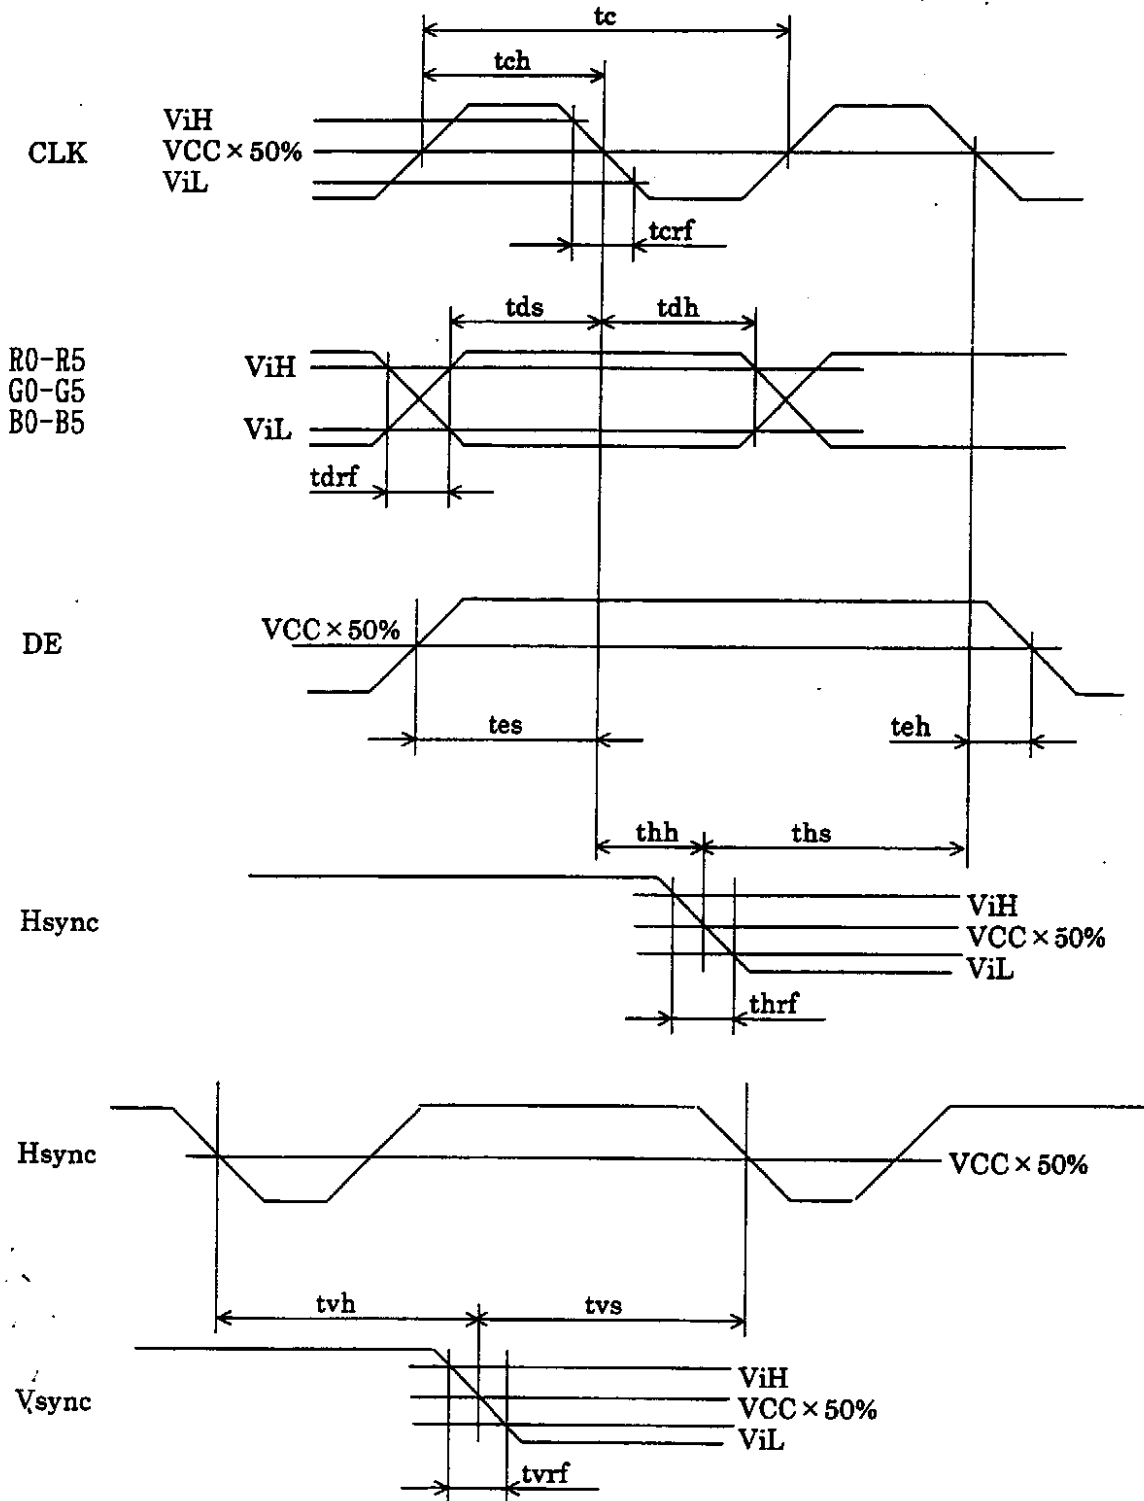 tc
tch
CLK
ViH
VCC×50%
ViL
tcrf
tds
tdh
R0-R5
G0-G5
B0-B5
ViH
ViL
tdrf
DE
VCC×50%
tes
teh
thh
ths
Hsync
ViH
VCC×50%
ViL
thrf
Hsync
VCC×50%
tvh
tvs
Vsync
ViH
VCC×50%
ViL
tvrf